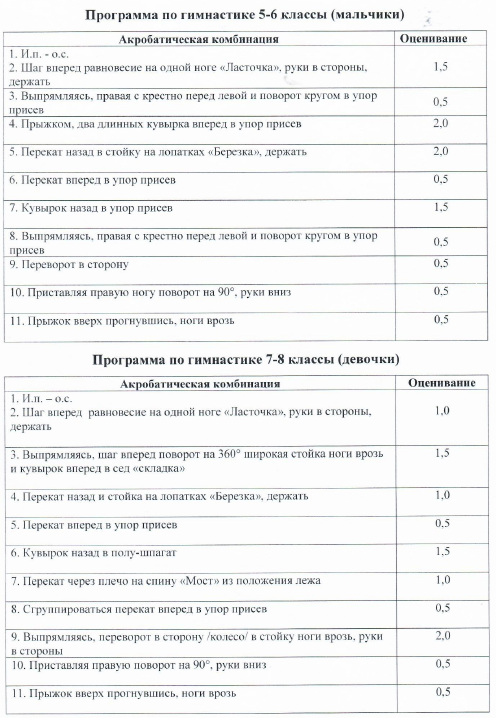 Программа по гимнастике 5-6 классы (мальчики)
Акробатическая комбинация Оценивание
1. И.п. - о.с.
2. Шаг вперед равновесие на одной ноге «Ласточка», руки в стороны, 1,5
держать
3. Выпрямляясь, правая с крестно перед левой и поворот кругом в упор 0,5
присев
4. Прыжком, два длинных кувырка вперед в упор присев 2,0
5. Перекат назад в стойку на лопатках «Березка», держать 2,0
6. Перекат вперед в упор присев 0,5
7. Кувырок назад в упор присев 1,5
8. Выпрямляясь, правая с крестно перед левой и поворот кругом в упор 0,5
присев
9. Переворот в сторону 0,5
10. Приставляя правую ногу поворот на 90°, руки вниз 0,5
11. Прыжок вверх прогнувшись, ноги врозь 0,5
Программа по гимнастике 7-8 классы (девочки)
Акробатическая комбинация Оценивание
1. И.п. – о.с.
2. Шаг вперед равновесие на одной ноге «Ласточка», руки в стороны, 1,0
держать
3. Выпрямляясь, шаг вперед поворот на 360° широкая стойка ноги врозь 1,5
и кувырок вперед в сед «складка»
4. Перекат назад и стойка на лопатках «Березка», держать 1,0
5. Перекат вперед в упор присев 0,5
6. Кувырок назад в полу-шпагат 1,5
7. Перекат через плечо на спину «Мост» из положения лежа 1,0
8. Сгруппироваться перекат вперед в упор присев 0,5
9. Выпрямляясь, переворот в сторону /колесо/ в стойку ноги врозь, руки 2,0
в стороны
10. Приставляя правую поворот на 90°, руки вниз 0,5
11. Прыжок вверх прогнувшись, ноги врозь 0,5